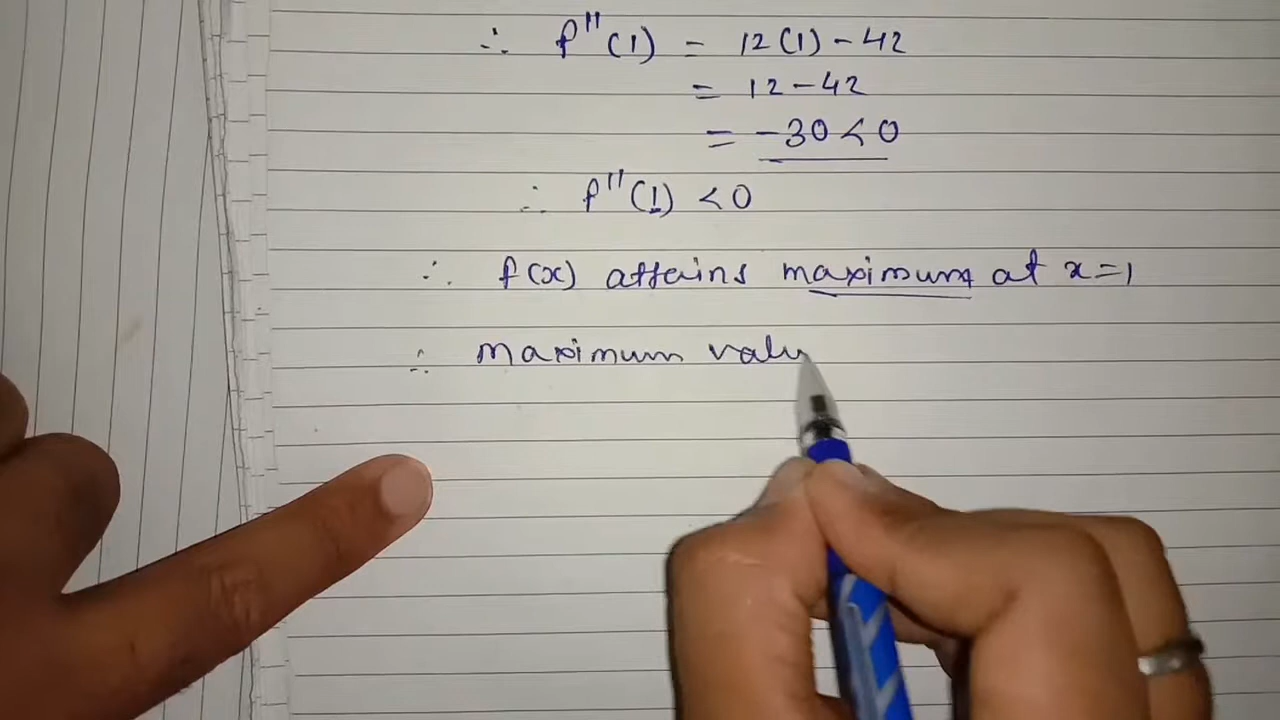 ∴ f''(1) = 12(1) - 42
= 12 - 42
= -30 < 0
∴ f''(1) < 0
∴ f(x) attains maximum at x = 1
∴ maximum valu